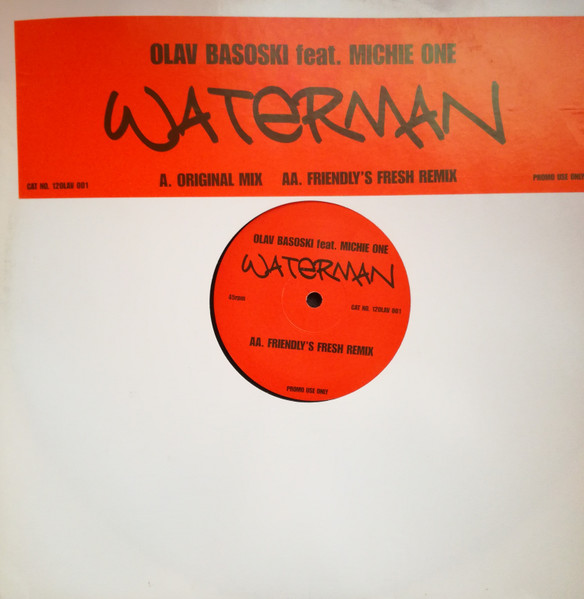 OLAV BASOSKI feat. MICHIE ONE
WATERMAN
A. ORIGINAL MIX AA. FRIENDLY'S FRESH REMIX
CAT NO. 12OLAV 001
PROMO USE ONLY
OLAV BASOSKI feat. MICHIE ONE
WATERMAN
45RPM
CAT NO. 12OLAV 001
AA. FRIENDLY'S FRESH REMIX
PROMO USE ONLY